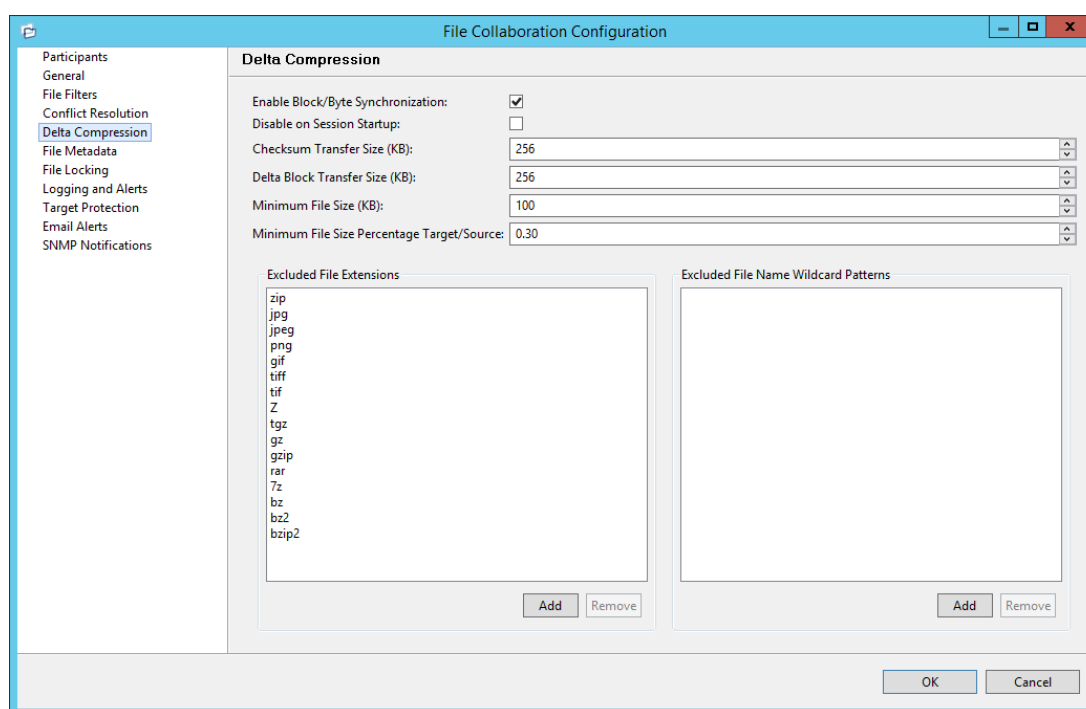 File Collaboration Configuration
Participants
General
File Filters
Conflict Resolution
Delta Compression
File Metadata
File Locking
Logging and Alerts
Target Protection
Email Alerts
SNMP Notifications
Delta Compression
Enable Block/Byte Synchronization:
Disable on Session Startup:
Checksum Transfer Size (KB): 256
Delta Block Transfer Size (KB): 256
Minimum File Size (KB): 100
Minimum File Size Percentage Target/Source: 0.30
Excluded File Extensions
zip
jpg
jpeg
png
gif
tiff
tif
Z
tgz
gz
gzip
rar
7z
bz
bz2
bzip2
Add Remove
Excluded File Name Wildcard Patterns
Add Remove
OK Cancel